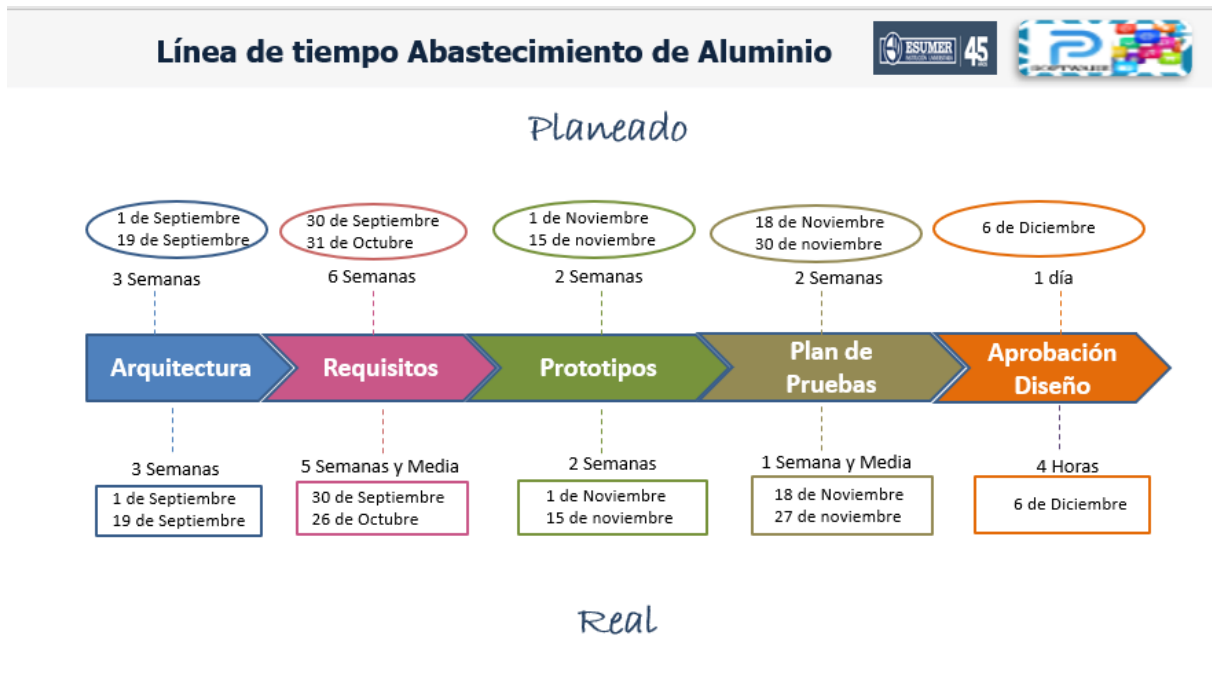 Línea de tiempo Abastecimiento de Aluminio
ESUMER
45
SOFTWARE
Planeado
1 de Septiembre
19 de Septiembre
3 Semanas
30 de Septiembre
31 de Octubre
6 Semanas
1 de Noviembre
15 de noviembre
2 Semanas
18 de Noviembre
30 de noviembre
2 Semanas
6 de Diciembre
1 día
Arquitectura
Requisitos
Prototipos
Plan de
Pruebas
Aprobación
Diseño
3 Semanas
1 de Septiembre
19 de Septiembre
5 Semanas y Media
30 de Septiembre
26 de Octubre
2 Semanas
1 de Noviembre
15 de noviembre
1 Semana y Media
18 de Noviembre
27 de noviembre
4 Horas
6 de Diciembre
Real